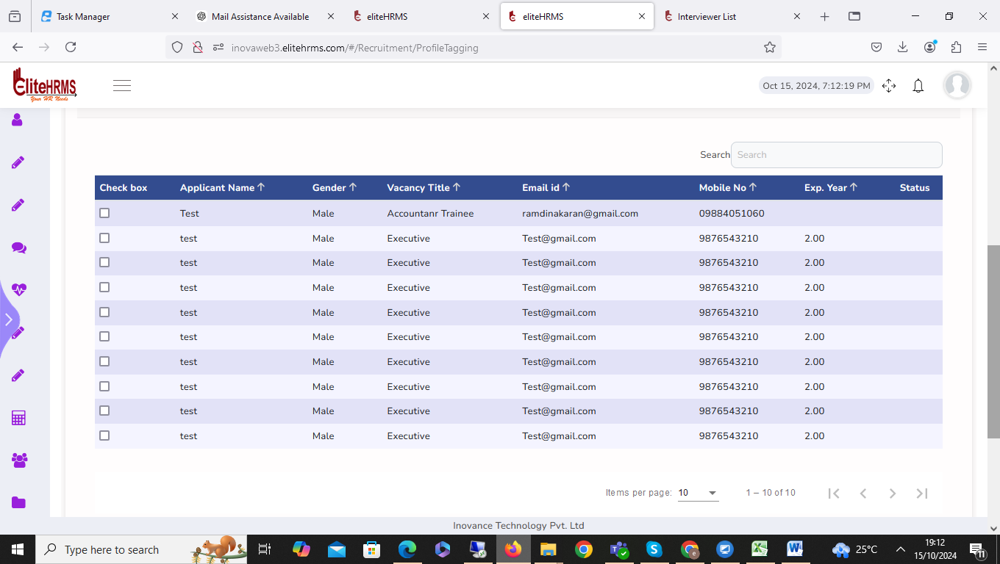 Task Manager
Mail Assistance Available
eliteHRMS
eliteHRMS
Interviewer List
inovaweb3.elitehrms.com/#/Recruitment/ProfileTagging
EliteHRMS
Your HR Needs
Oct 15, 2024, 7:12:19 PM
Search Search
Check box Applicant Name Gender Vacancy Title Email id Mobile No Exp. Year Status
Test Male Accountanr Trainee ramdinakaran@gmail.com 09884051060
test Male Executive Test@gmail.com 9876543210 2.00
test Male Executive Test@gmail.com 9876543210 2.00
test Male Executive Test@gmail.com 9876543210 2.00
test Male Executive Test@gmail.com 9876543210 2.00
test Male Executive Test@gmail.com 9876543210 2.00
test Male Executive Test@gmail.com 9876543210 2.00
test Male Executive Test@gmail.com 9876543210 2.00
test Male Executive Test@gmail.com 9876543210 2.00
test Male Executive Test@gmail.com 9876543210 2.00
Items per page: 10 1 – 10 of 10
Inovance Technology Pvt. Ltd
Type here to search
25°C
19:12
15/10/2024
11